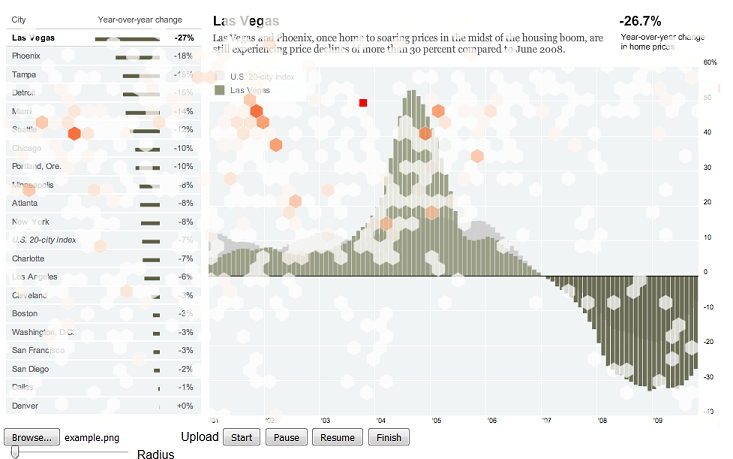 City Year-over-year change
Las Vegas -27%
Phoenix -18%
Tampa -16%
Detroit -15%
Miami -14%
Seattle -12%
Chicago -10%
Portland, Ore. -10%
Minneapolis -8%
Atlanta -8%
New York -8%
U.S. 20-city index -7%
Charlotte -7%
Los Angeles -6%
Cleveland -3%
Boston -3%
Washington, D.C. -3%
San Francisco -3%
San Diego -2%
Dallas -1%
Denver +0%
Las Vegas
Las Vegas and Phoenix, once home to soaring prices in the midst of the housing boom, are
still experiencing price declines of more than 30 percent compared to June 2008.
-26.7%
Year-over-year change
in home prices
U.S. 20-city index
Las Vegas
60%
50
40
30
20
10
0
-10
-20
-30
-40
'01 '02 '03 '04 '05 '06 '07 '08 '09
Browse... example.png Upload Start Pause Resume Finish
Radius